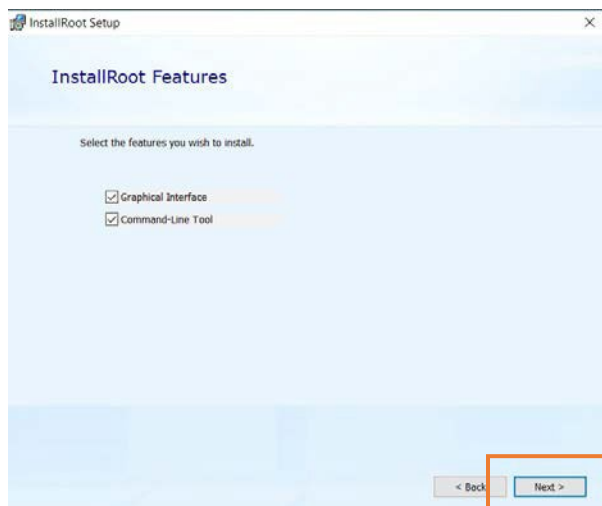 InstallRoot Setup
InstallRoot Features
Select the features you wish to install.
Graphical Interface
Command-Line Tool
< Back
Next >